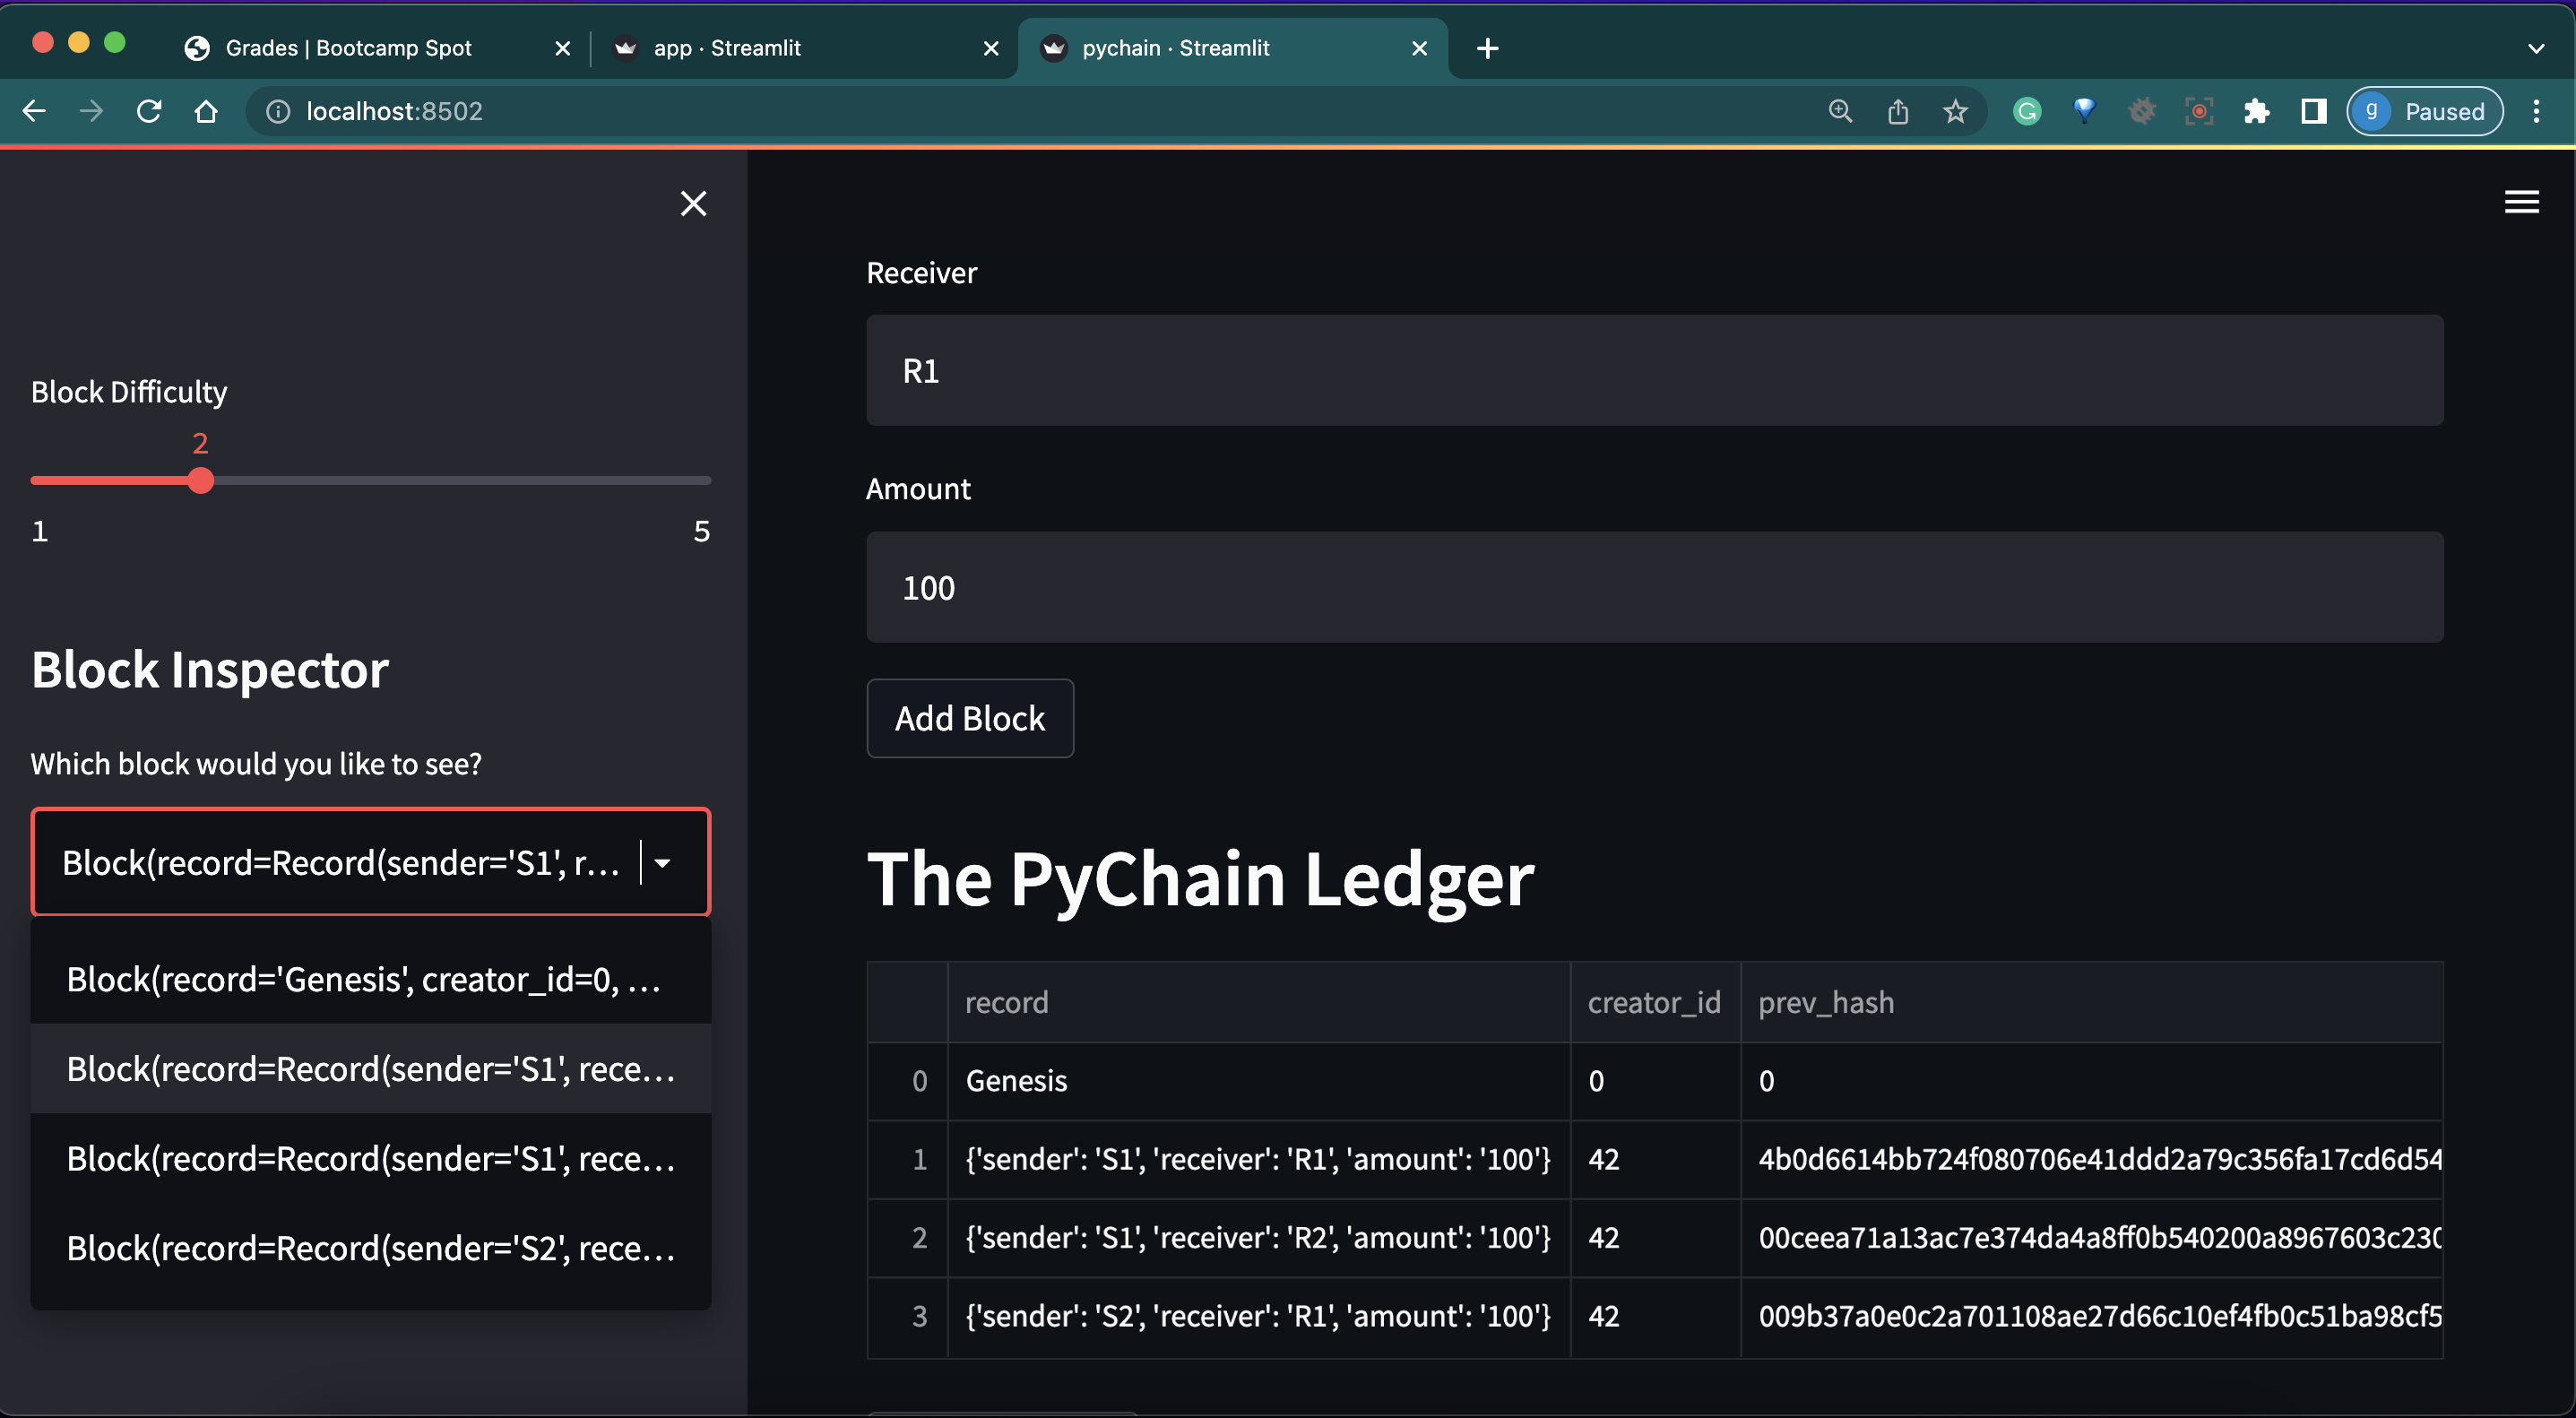 Grades | Bootcamp Spot
app · Streamlit
pychain · Streamlit
localhost:8502
g Paused
Block Difficulty
2
1 5
Block Inspector
Which block would you like to see?
Block(record=Record(sender='S1', r...
Block(record='Genesis', creator_id=0, ...
Block(record=Record(sender='S1', rece...
Block(record=Record(sender='S1', rece...
Block(record=Record(sender='S2', rece...
Receiver
R1
Amount
100
Add Block
The PyChain Ledger
record creator_id prev_hash
0 Genesis 0 0
1 {'sender': 'S1', 'receiver': 'R1', 'amount': '100'} 42 4b0d6614bb724f080706e41ddd2a79c356fa17cd6d54
2 {'sender': 'S1', 'receiver': 'R2', 'amount': '100'} 42 00ceea71a13ac7e374da4a8ff0b540200a8967603c230
3 {'sender': 'S2', 'receiver': 'R1', 'amount': '100'} 42 009b37a0e0c2a701108ae27d66c10ef4fb0c51ba98cf5